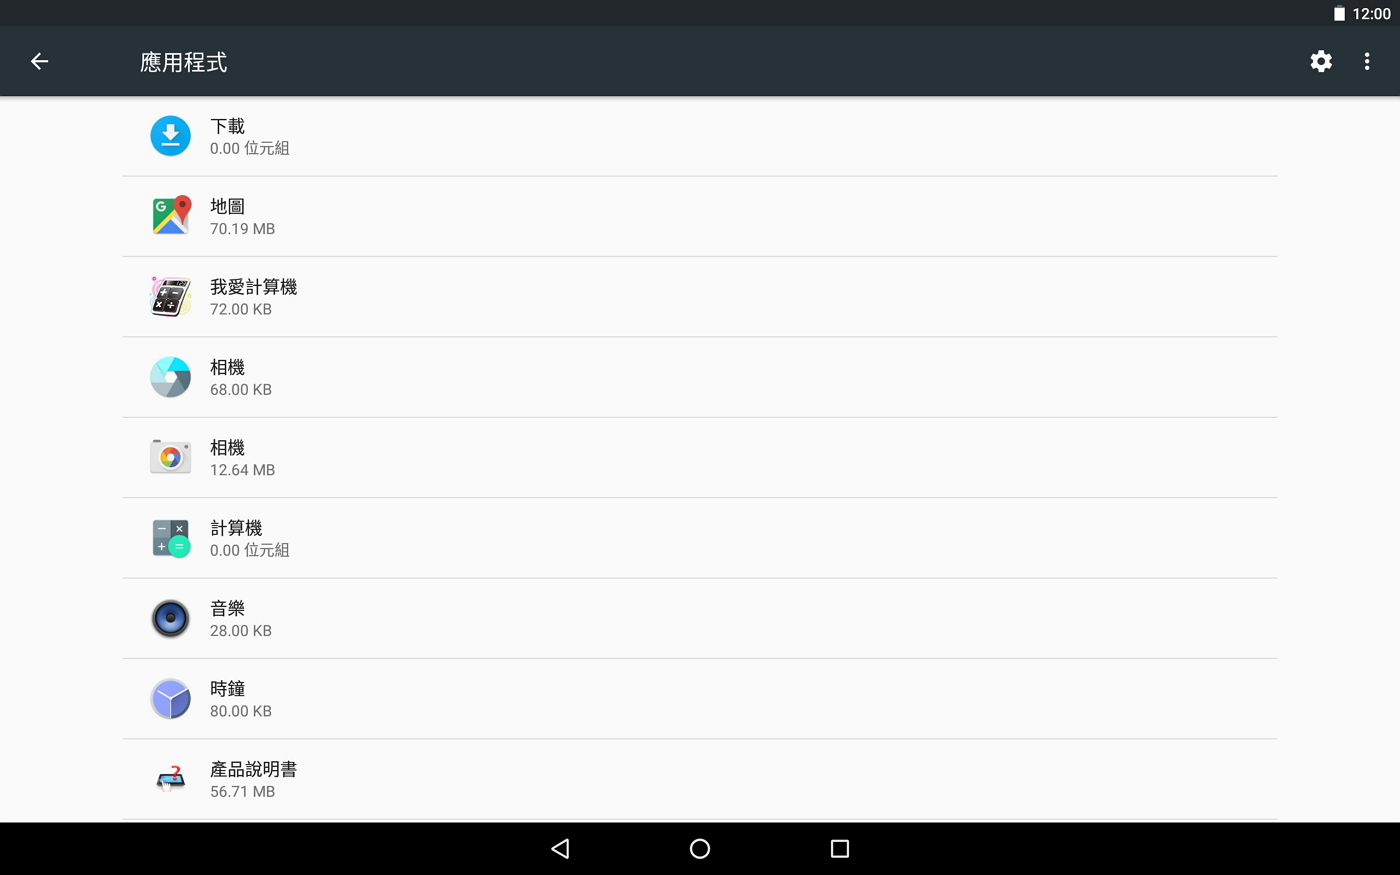 12:00
應用程式
下載
0.00 位元組
地圖
70.19 MB
我愛計算機
72.00 KB
相機
68.00 KB
相機
12.64 MB
計算機
0.00 位元組
音樂
28.00 KB
時鐘
80.00 KB
產品說明書
56.71 MB